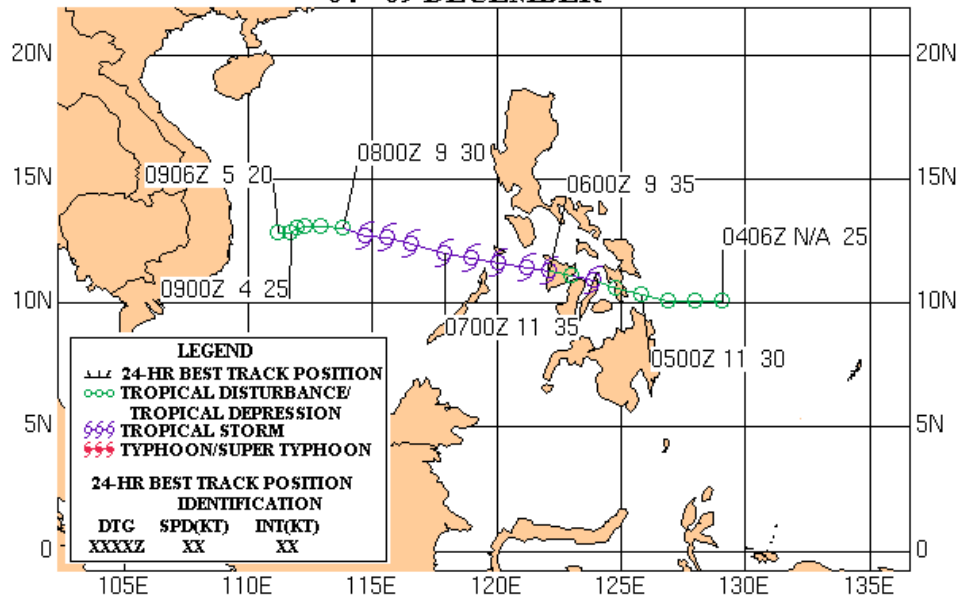 04 - 09 DECEMBER
20N
20N
0800Z 9 30
0906Z 5 20
15N
15N
0600Z 9 35
0406Z N/A 25
0900Z 4 25
10N
10N
0700Z 11 35
0500Z 11 30
LEGEND
24-HR BEST TRACK POSITION
TROPICAL DISTURBANCE/
TROPICAL DEPRESSION
TROPICAL STORM
TYPHOON/SUPER TYPHOON
24-HR BEST TRACK POSITION
IDENTIFICATION
DTG SPD(KT) INT(KT)
XXXXZ XX XX
5N
5N
0
0
105E 110E 115E 120E 125E 130E 135E